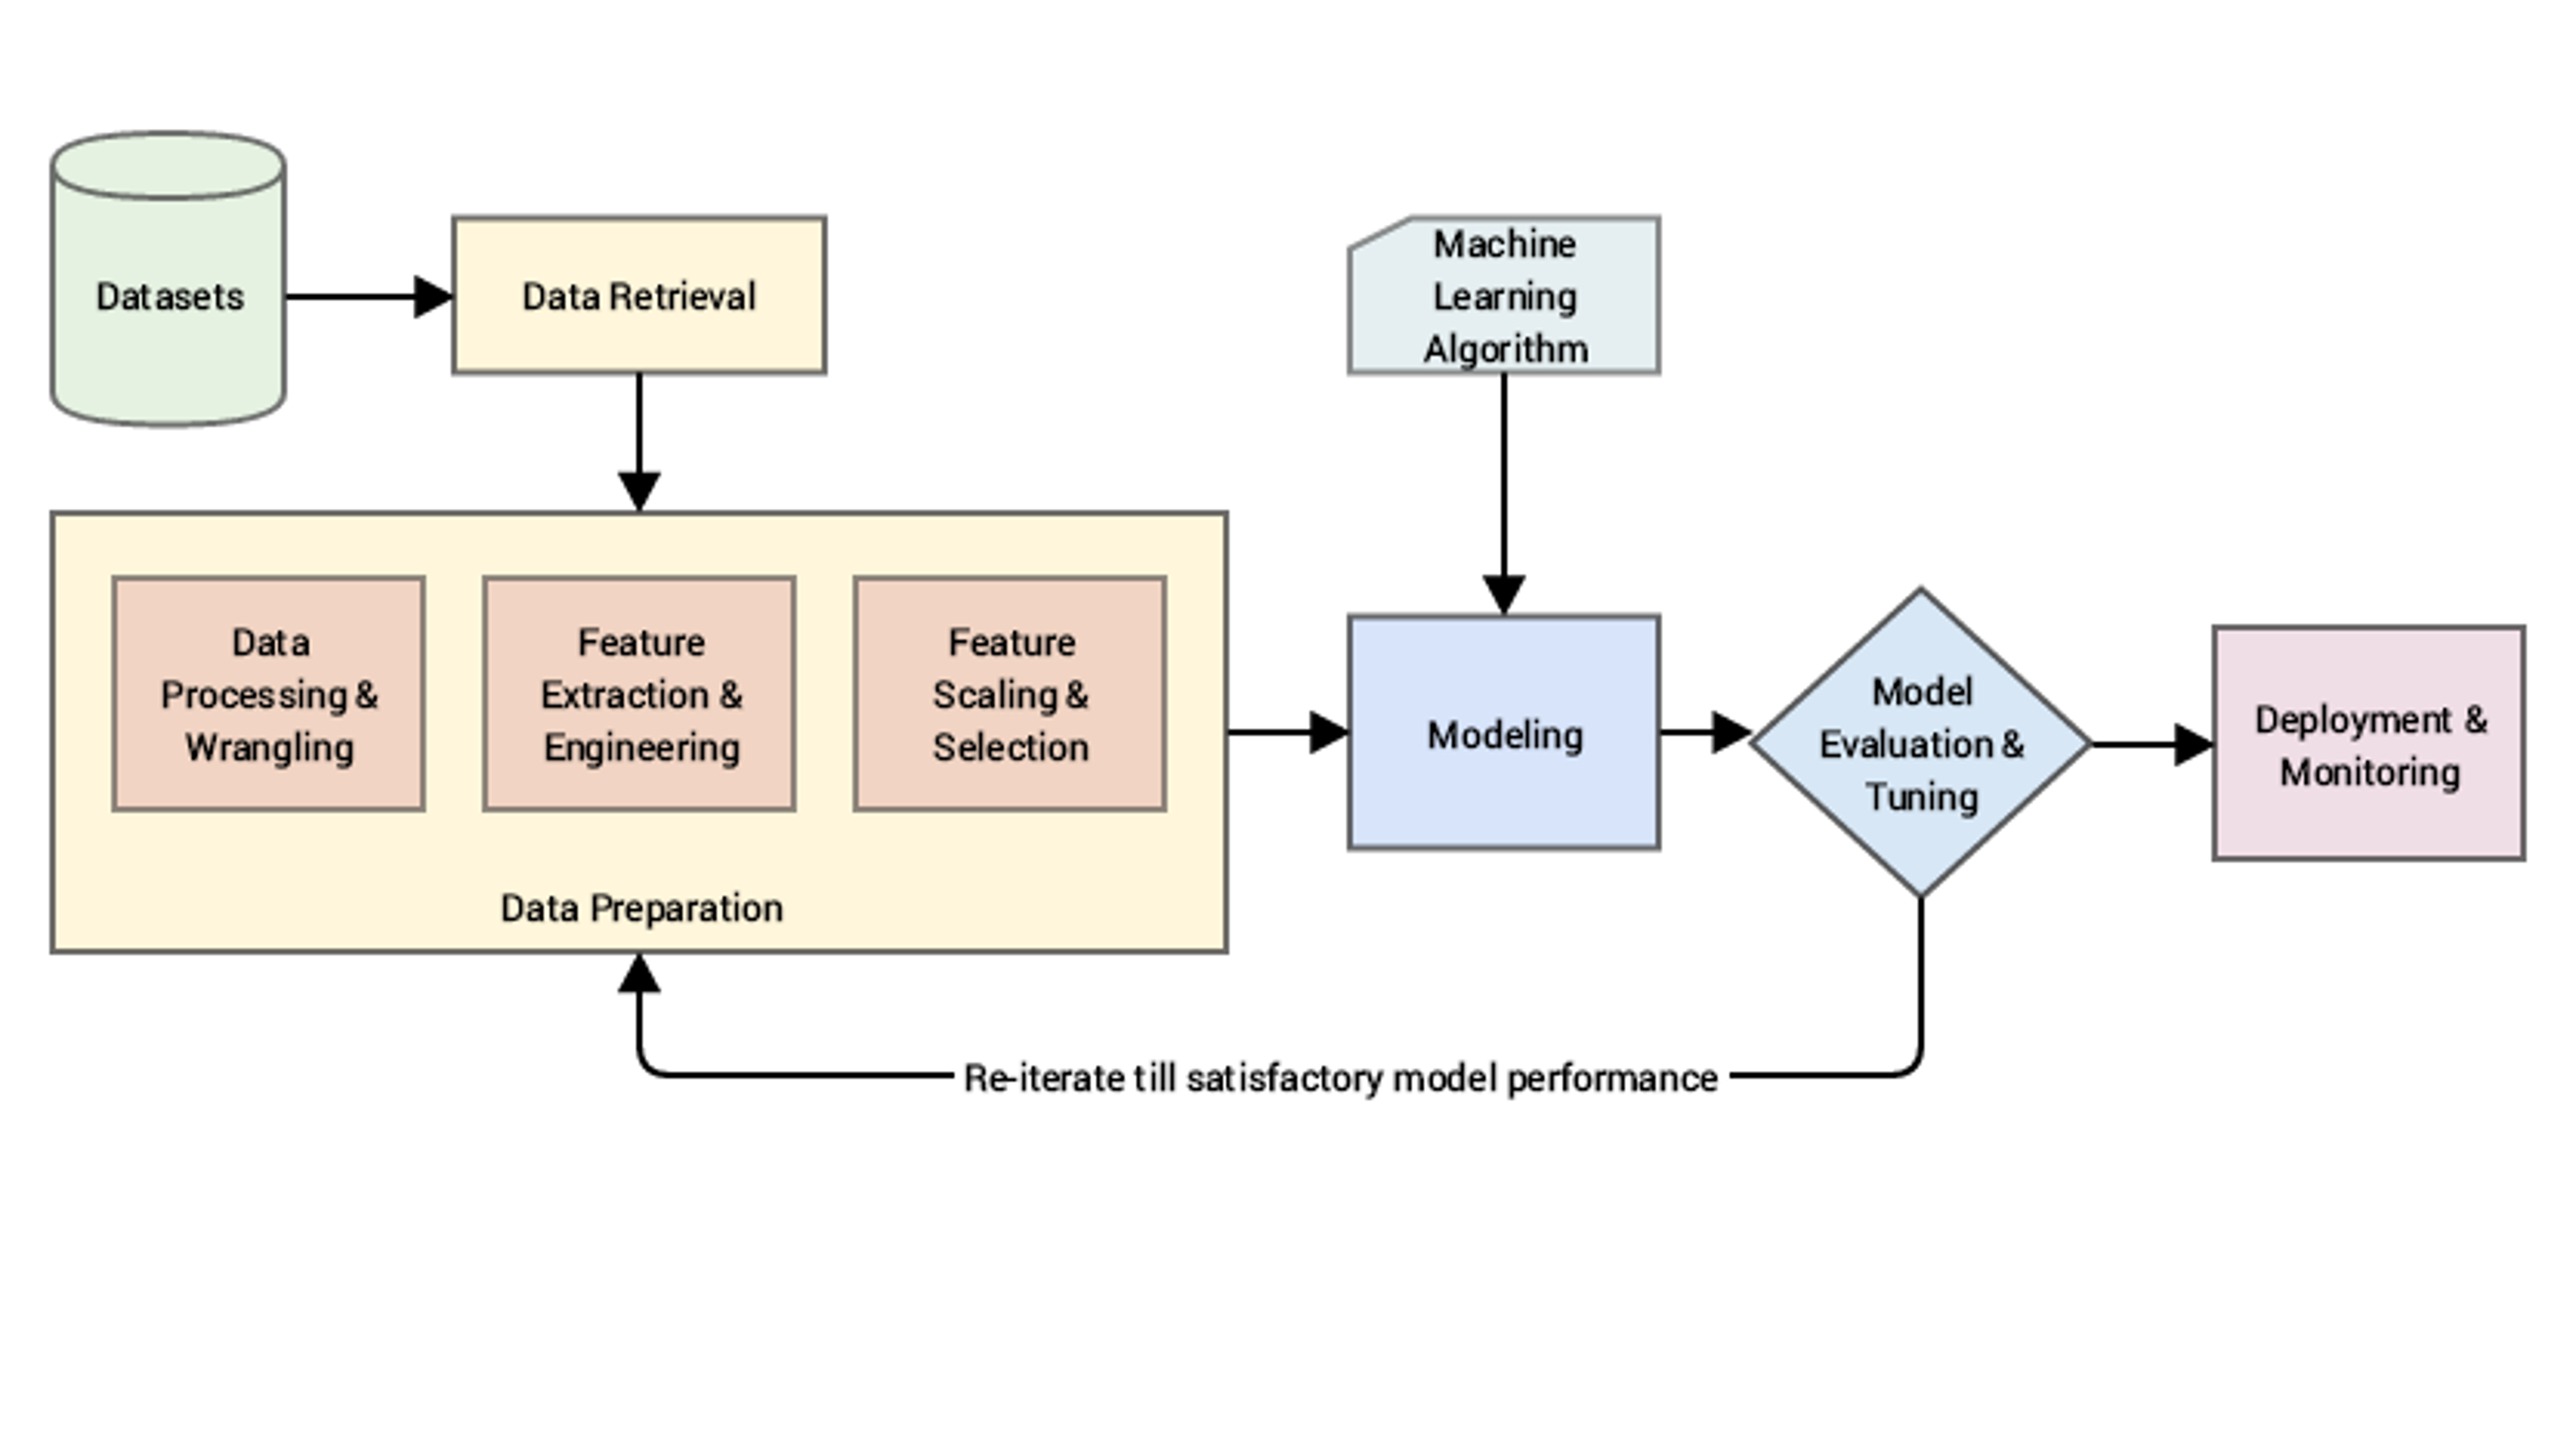 Datasets
Data Retrieval
Machine
Learning
Algorithm
Data
Processing &
Wrangling
Feature
Extraction &
Engineering
Feature
Scaling &
Selection
Data Preparation
Modeling
Model
Evaluation &
Tuning
Deployment &
Monitoring
Re-iterate till satisfactory model performance